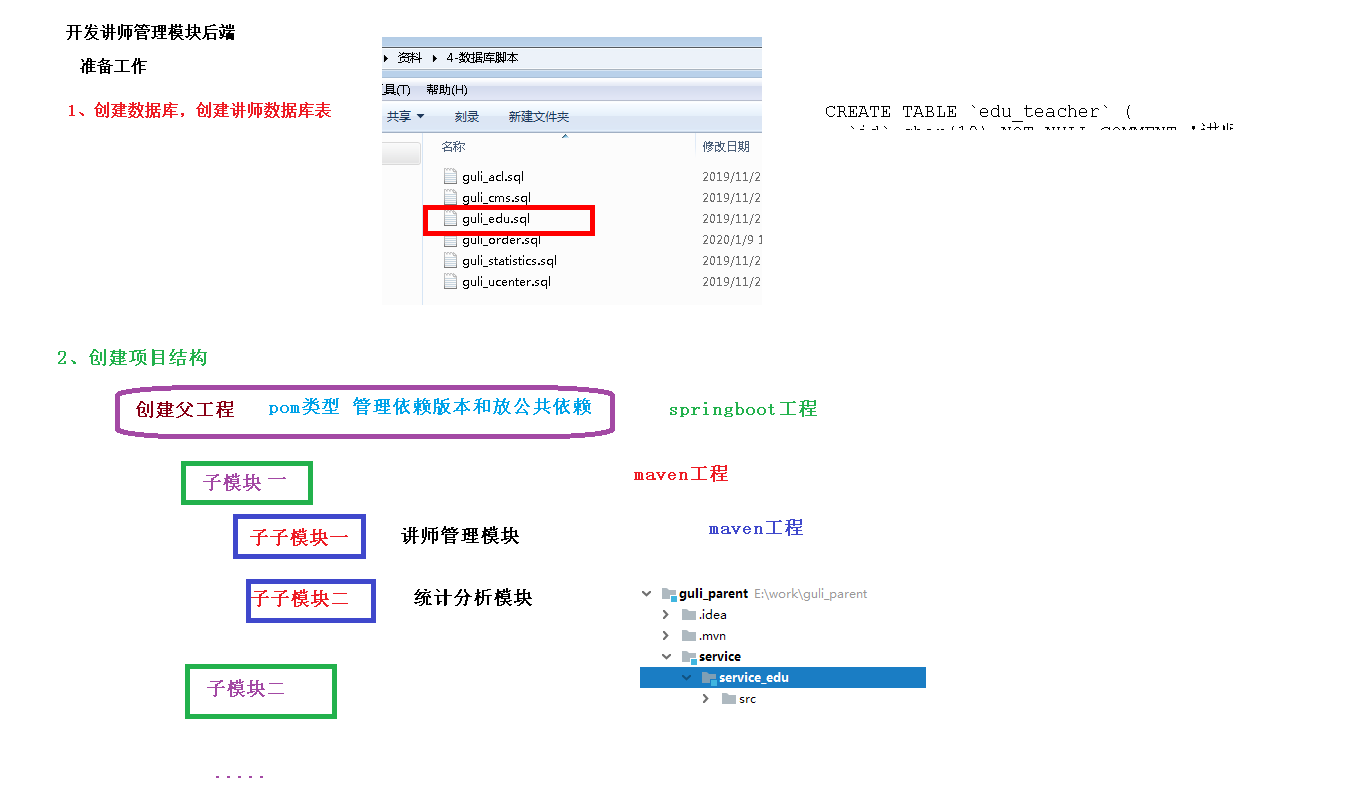 开发讲师管理模块后端
准备工作
1、创建数据库，创建讲师数据库表
资料 4-数据库脚本
具(T) 帮助(H)
共享 刻录 新建文件夹
名称 修改日期
guli_acl.sql 2019/11/2
guli_cms.sql 2019/11/2
guli_edu.sql 2019/11/2
guli_order.sql 2020/1/9 1
guli_statistics.sql 2019/11/2
guli_ucenter.sql 2019/11/2
CREATE TABLE `edu_teacher` (
`id` char(19) NOT NULL COMMENT '讲师
2、创建项目结构
创建父工程 pom类型 管理依赖版本和放公共依赖 springboot工程
子模块一 maven工程
子子模块一 讲师管理模块 maven工程
子子模块二 统计分析模块
guli_parent E:\work\guli_parent
.idea
.mvn
service
service_edu
src
子模块二
.....